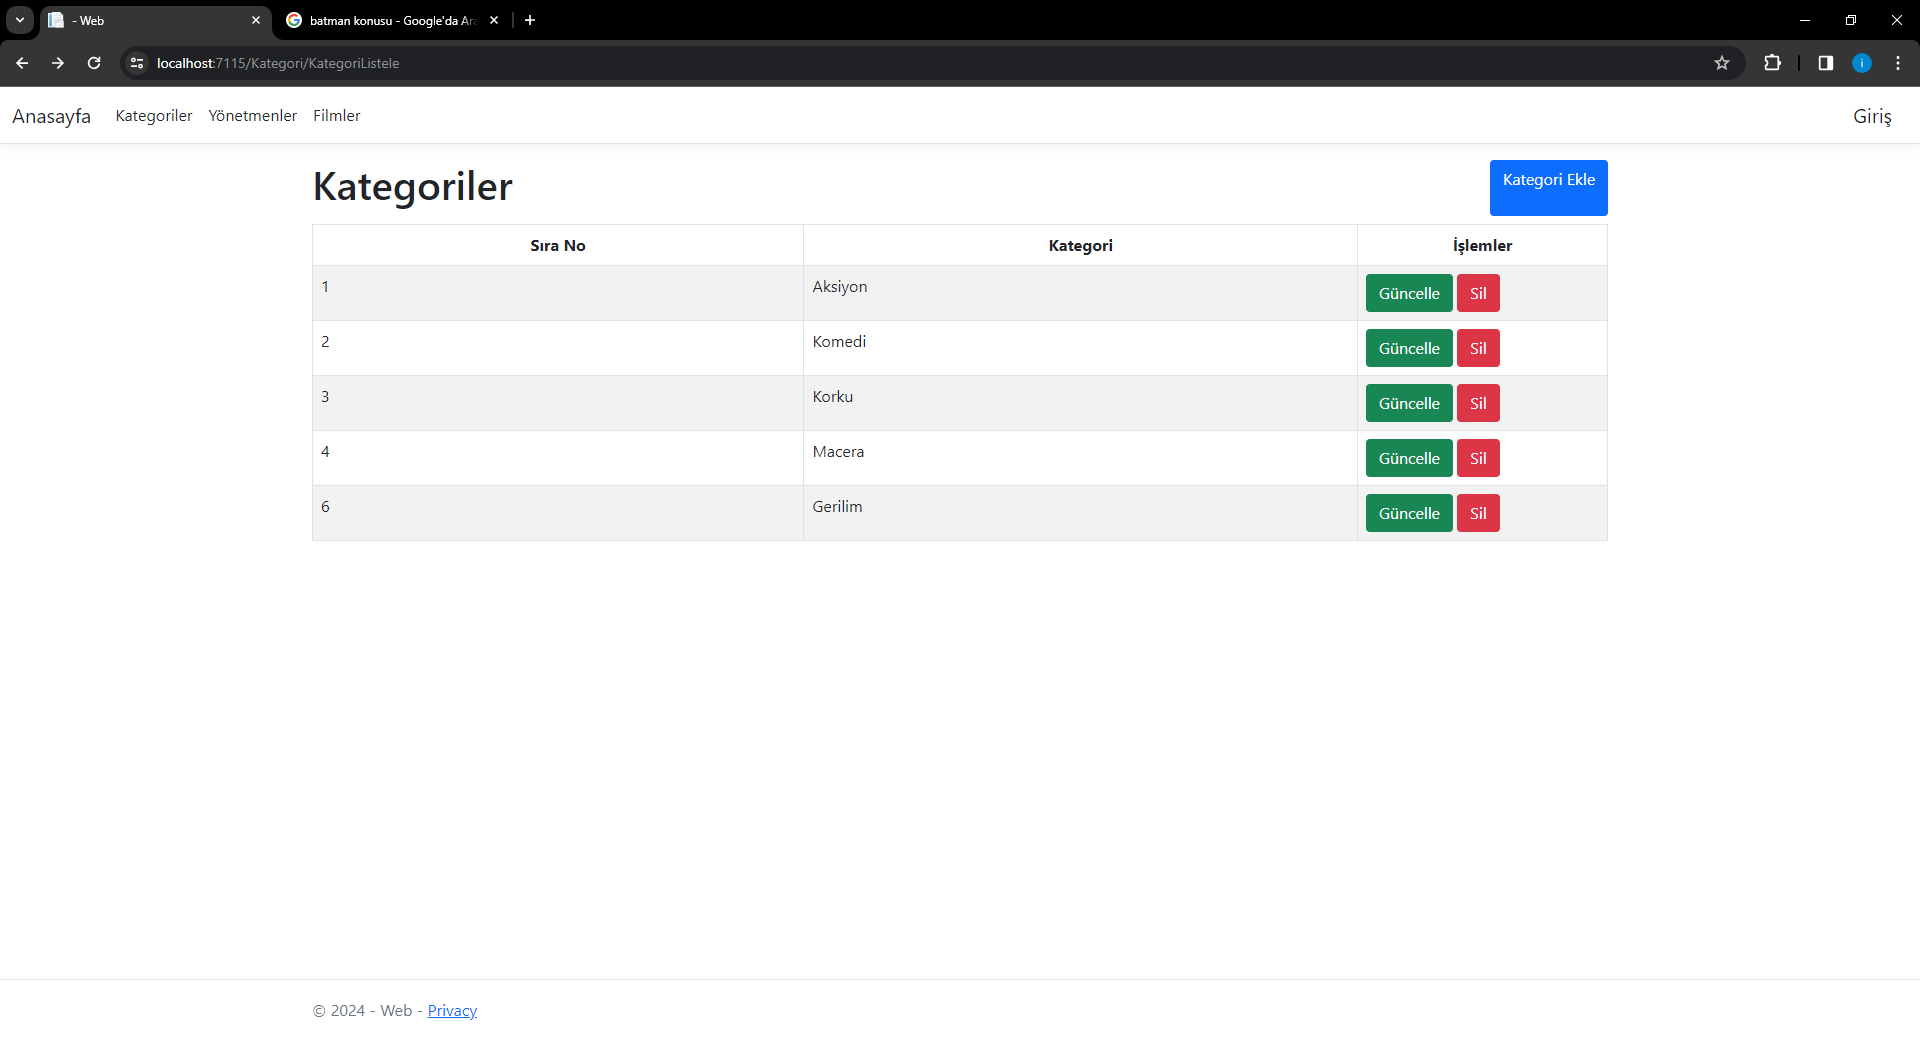 - Web
batman konusu - Google'da Ara
localhost:7115/Kategori/KategoriListele
i
Anasayfa Kategoriler Yönetmenler Filmler Giriş
Kategoriler Kategori Ekle
Sıra No Kategori İşlemler
1 Aksiyon Güncelle Sil
2 Komedi Güncelle Sil
3 Korku Güncelle Sil
4 Macera Güncelle Sil
6 Gerilim Güncelle Sil
© 2024 - Web - Privacy